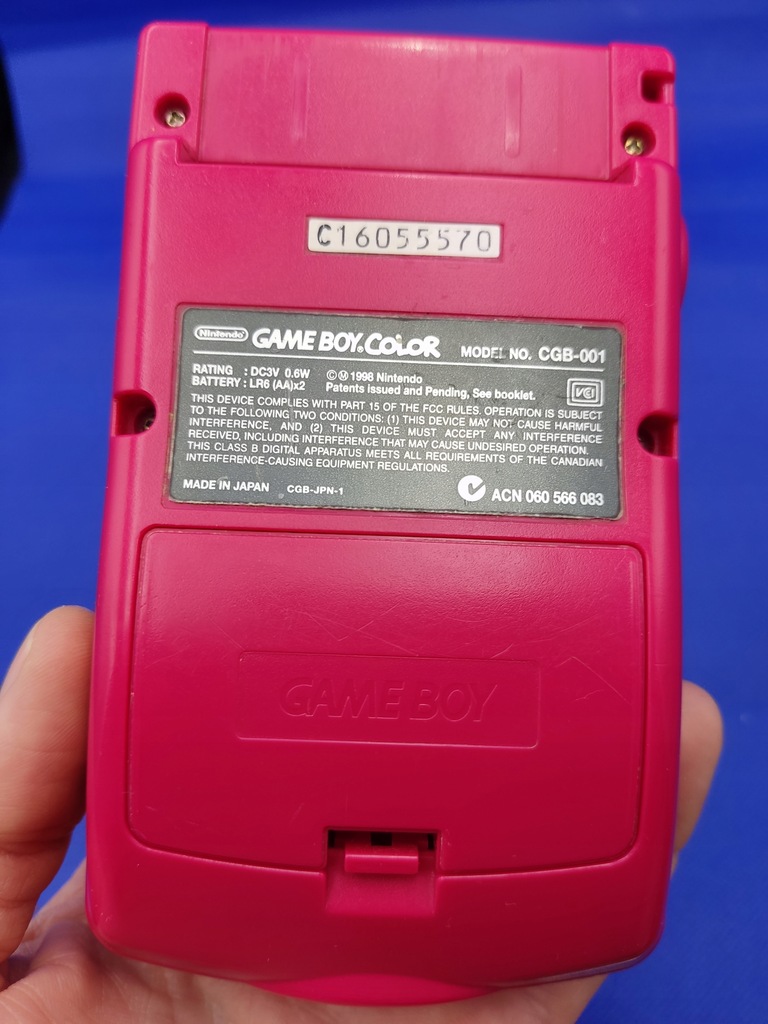 C16055570
Nintendo GAME BOY COLOR MODEL NO. CGB-001
RATING : DC3V 0.6W
BATTERY : LR6 (AA)x2
©Ⓜ 1998 Nintendo
Patents issued and Pending, See booklet.
VCI
THIS DEVICE COMPLIES WITH PART 15 OF THE FCC RULES. OPERATION IS SUBJECT
TO THE FOLLOWING TWO CONDITIONS: (1) THIS DEVICE MAY NOT CAUSE HARMFUL
INTERFERENCE, AND (2) THIS DEVICE MUST ACCEPT ANY INTERFERENCE
RECEIVED, INCLUDING INTERFERENCE THAT MAY CAUSE UNDESIRED OPERATION.
THIS CLASS B DIGITAL APPARATUS MEETS ALL REQUIREMENTS OF THE CANADIAN
INTERFERENCE-CAUSING EQUIPMENT REGULATIONS.
MADE IN JAPAN CGB-JPN-1 ACN 060 566 083
GAME BOY